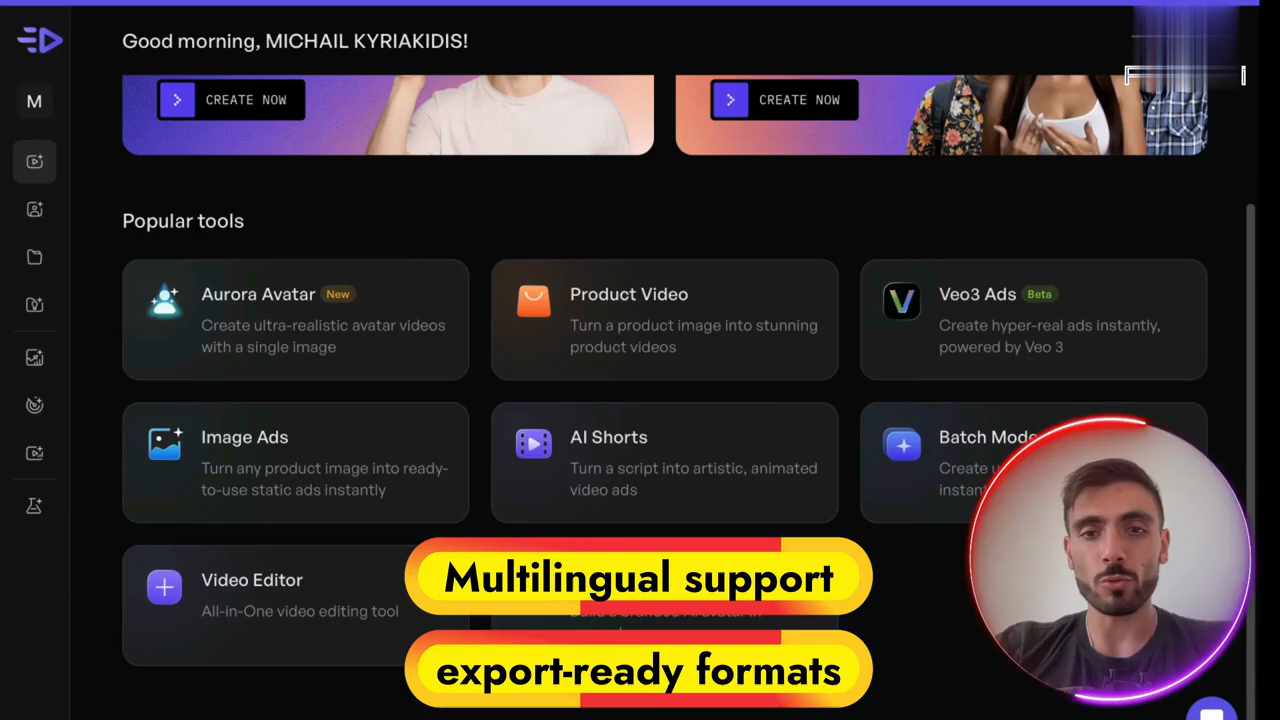 Good morning, MICHAIL KYRIAKIDIS!
M
CREATE NOW
CREATE NOW
Popular tools
Aurora Avatar New
Create ultra-realistic avatar videos
with a single image
Product Video
Turn a product image into stunning
product videos
Veo3 Ads Beta
Create hyper-real ads instantly,
powered by Veo 3
Image Ads
Turn any product image into ready-
to-use static ads instantly
AI Shorts
Turn a script into artistic, animated
video ads
Batch Mode
Create
Video Editor
All-in-One video editing tool
Multilingual support
export-ready formats